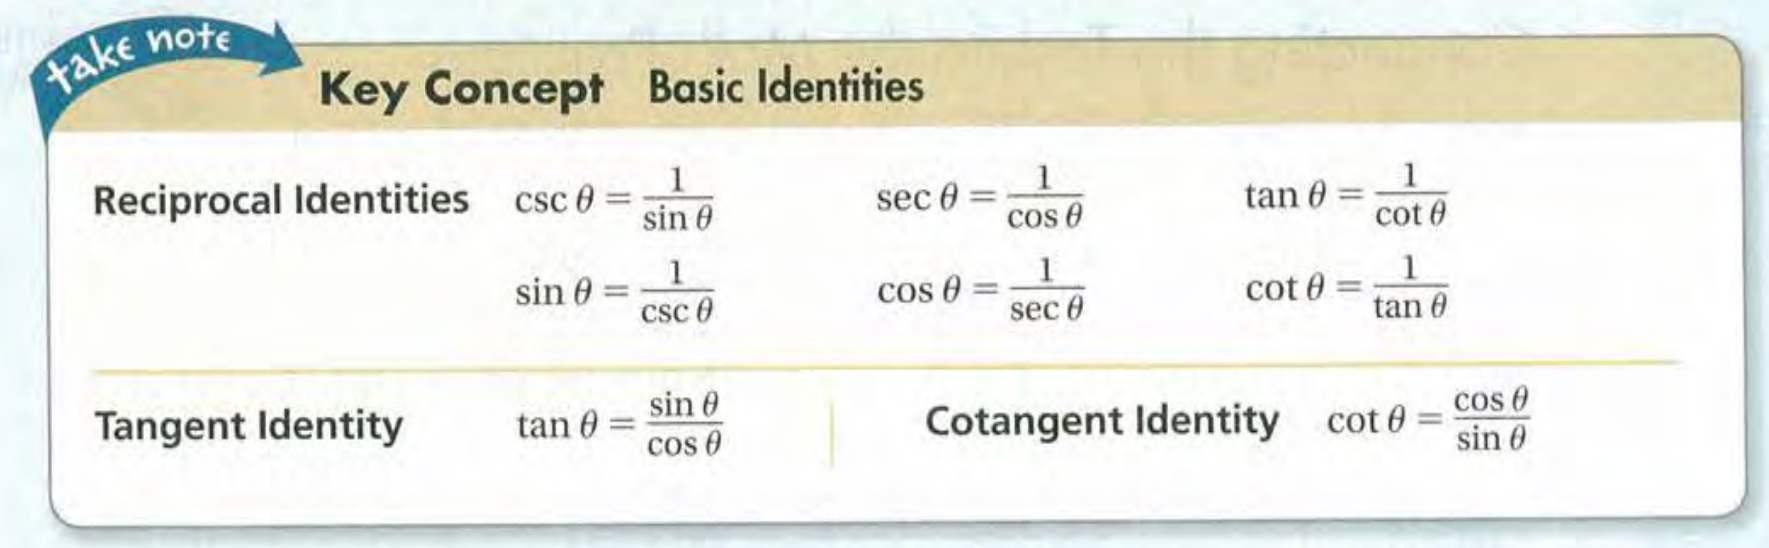 take note
Key Concept Basic Identities
Reciprocal Identities csc θ = 1/sin θ sec θ = 1/cos θ tan θ = 1/cot θ
sin θ = 1/csc θ cos θ = 1/sec θ cot θ = 1/tan θ
Tangent Identity tan θ = sin θ/cos θ Cotangent Identity cot θ = cos θ/sin θ